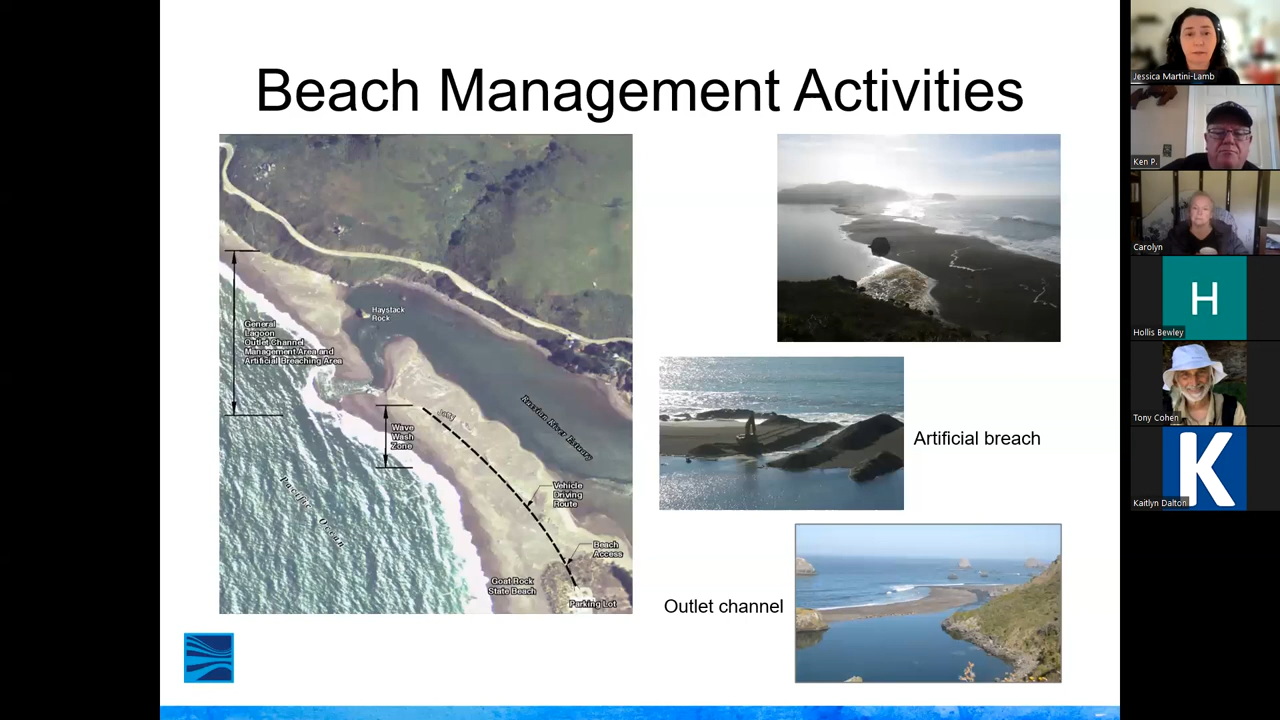 Beach Management Activities
Haystack
Rock
General
Lagoon
Outlet Channel
Management Area and
Artificial Breaching Area
Jetty
Wave
Wash
Zone
Russian River Estuary
Pacific Ocean
Vehicle
Driving
Route
Beach
Access
Goat Rock
State Beach
Parking Lot
Artificial breach
Outlet channel
Jessica Martini-Lamb
Ken P.
Carolyn
H
Hollis Bewley
Tony Cohen
K
Kaitlyn Dalton